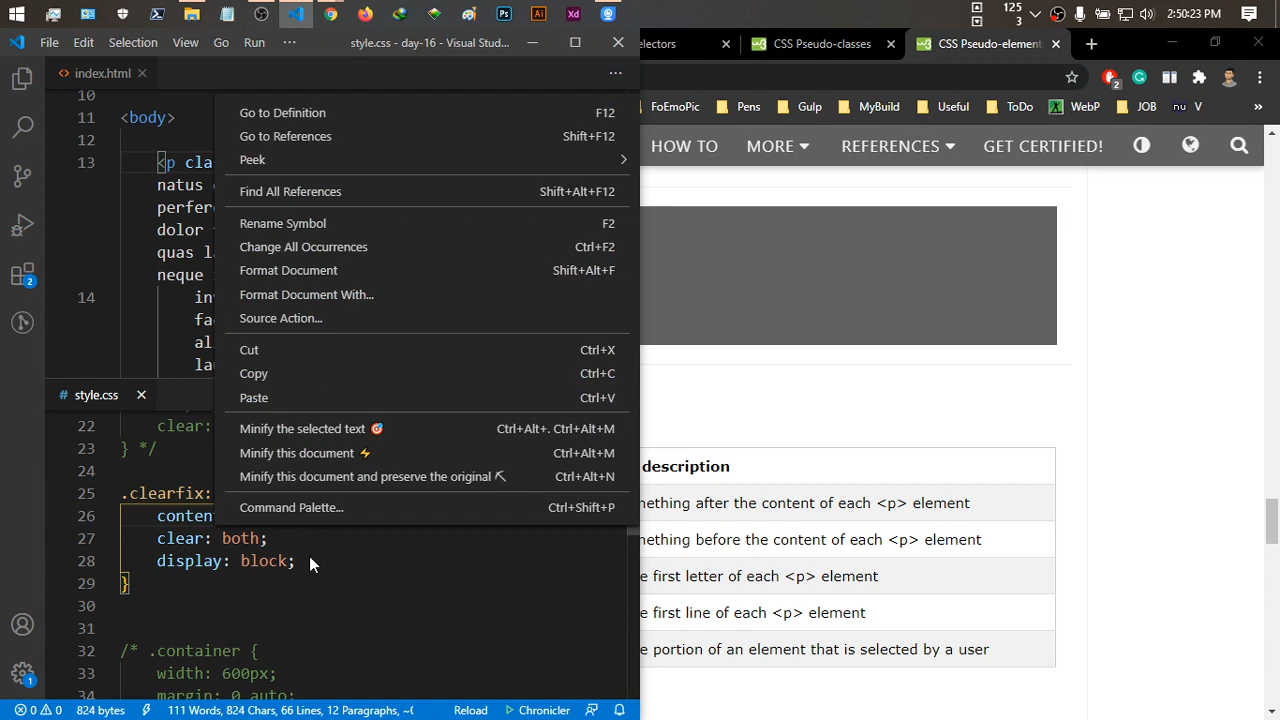 Ps
Ai
Xd
125
3
2:50:23 PM
File Edit Selection View Go Run ··· style.css - day-16 - Visual Stud...
index.html
10
11 <body>
12
13 <p cla
natus
dolor
quas
neque
14
style.css
22 clear:
23 } */
24
25 .clearfix:
26 conten
27 clear: both;
28 display: block;
29 }
30
31
32 /* .container {
33 width: 600px;
34 margin: 0 auto;
Go to Definition F12
Go to References Shift+F12
Peek
Find All References Shift+Alt+F12
Rename Symbol F2
Change All Occurrences Ctrl+F2
Format Document Shift+Alt+F
Format Document With...
Source Action...
Cut Ctrl+X
Copy Ctrl+C
Paste Ctrl+V
Minify the selected text 🎯 Ctrl+Alt+. Ctrl+Alt+M
Minify this document ⚡ Ctrl+Alt+M
Minify this document and preserve the original ⛏ Ctrl+Alt+N
Command Palette... Ctrl+Shift+P
2
1
0 0 824 bytes 111 Words, 824 Chars, 66 Lines, 12 Paragraphs, ~( Reload Chronicler
electors CSS Pseudo-classes CSS Pseudo-element
2
FoEmoPic Pens Gulp MyBuild Useful ToDo WebP JOB nu V »
HOW TO MORE REFERENCES GET CERTIFIED!
description
nething after the content of each <p> element
nething before the content of each <p> element
e first letter of each <p> element
e first line of each <p> element
e portion of an element that is selected by a user